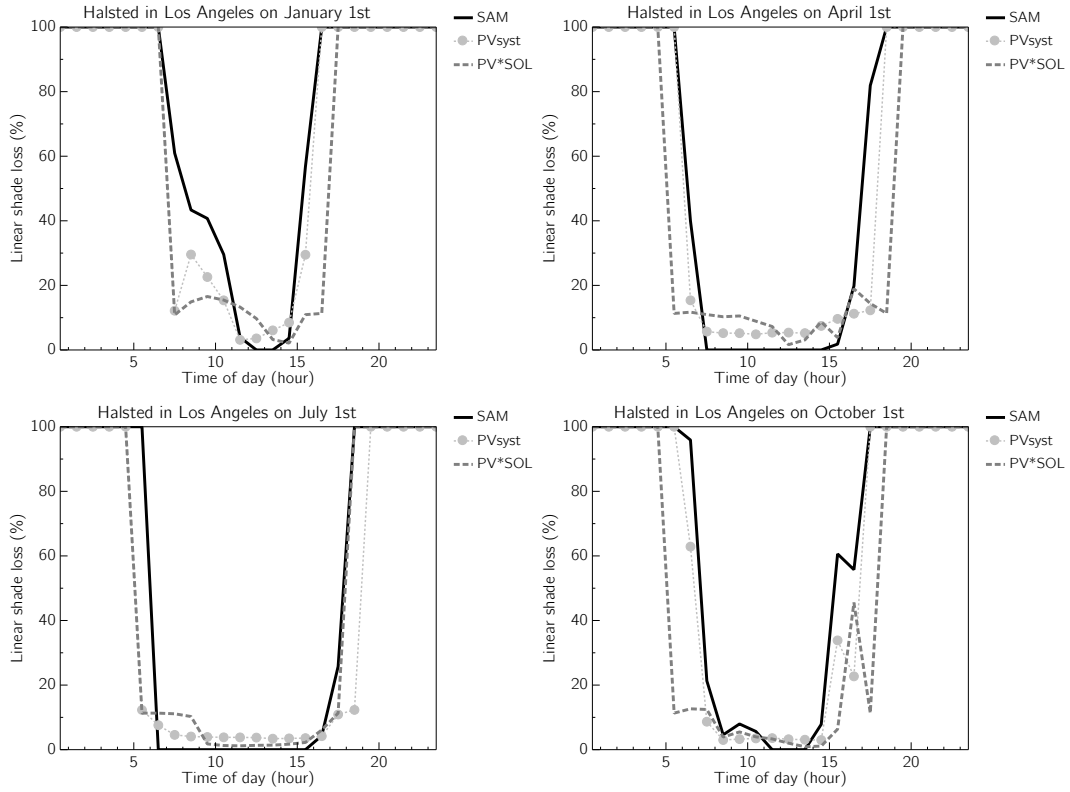 Halsted in Los Angeles on January 1st
SAM
PVsyst
PV*SOL
100
80
60
40
20
0
Linear shade loss (%)
5
10
15
20
Time of day (hour)
Halsted in Los Angeles on April 1st
SAM
PVsyst
PV*SOL
100
80
60
40
20
0
Linear shade loss (%)
5
10
15
20
Time of day (hour)
Halsted in Los Angeles on July 1st
SAM
PVsyst
PV*SOL
100
80
60
40
20
0
Linear shade loss (%)
5
10
15
20
Time of day (hour)
Halsted in Los Angeles on October 1st
SAM
PVsyst
PV*SOL
100
80
60
40
20
0
Linear shade loss (%)
5
10
15
20
Time of day (hour)